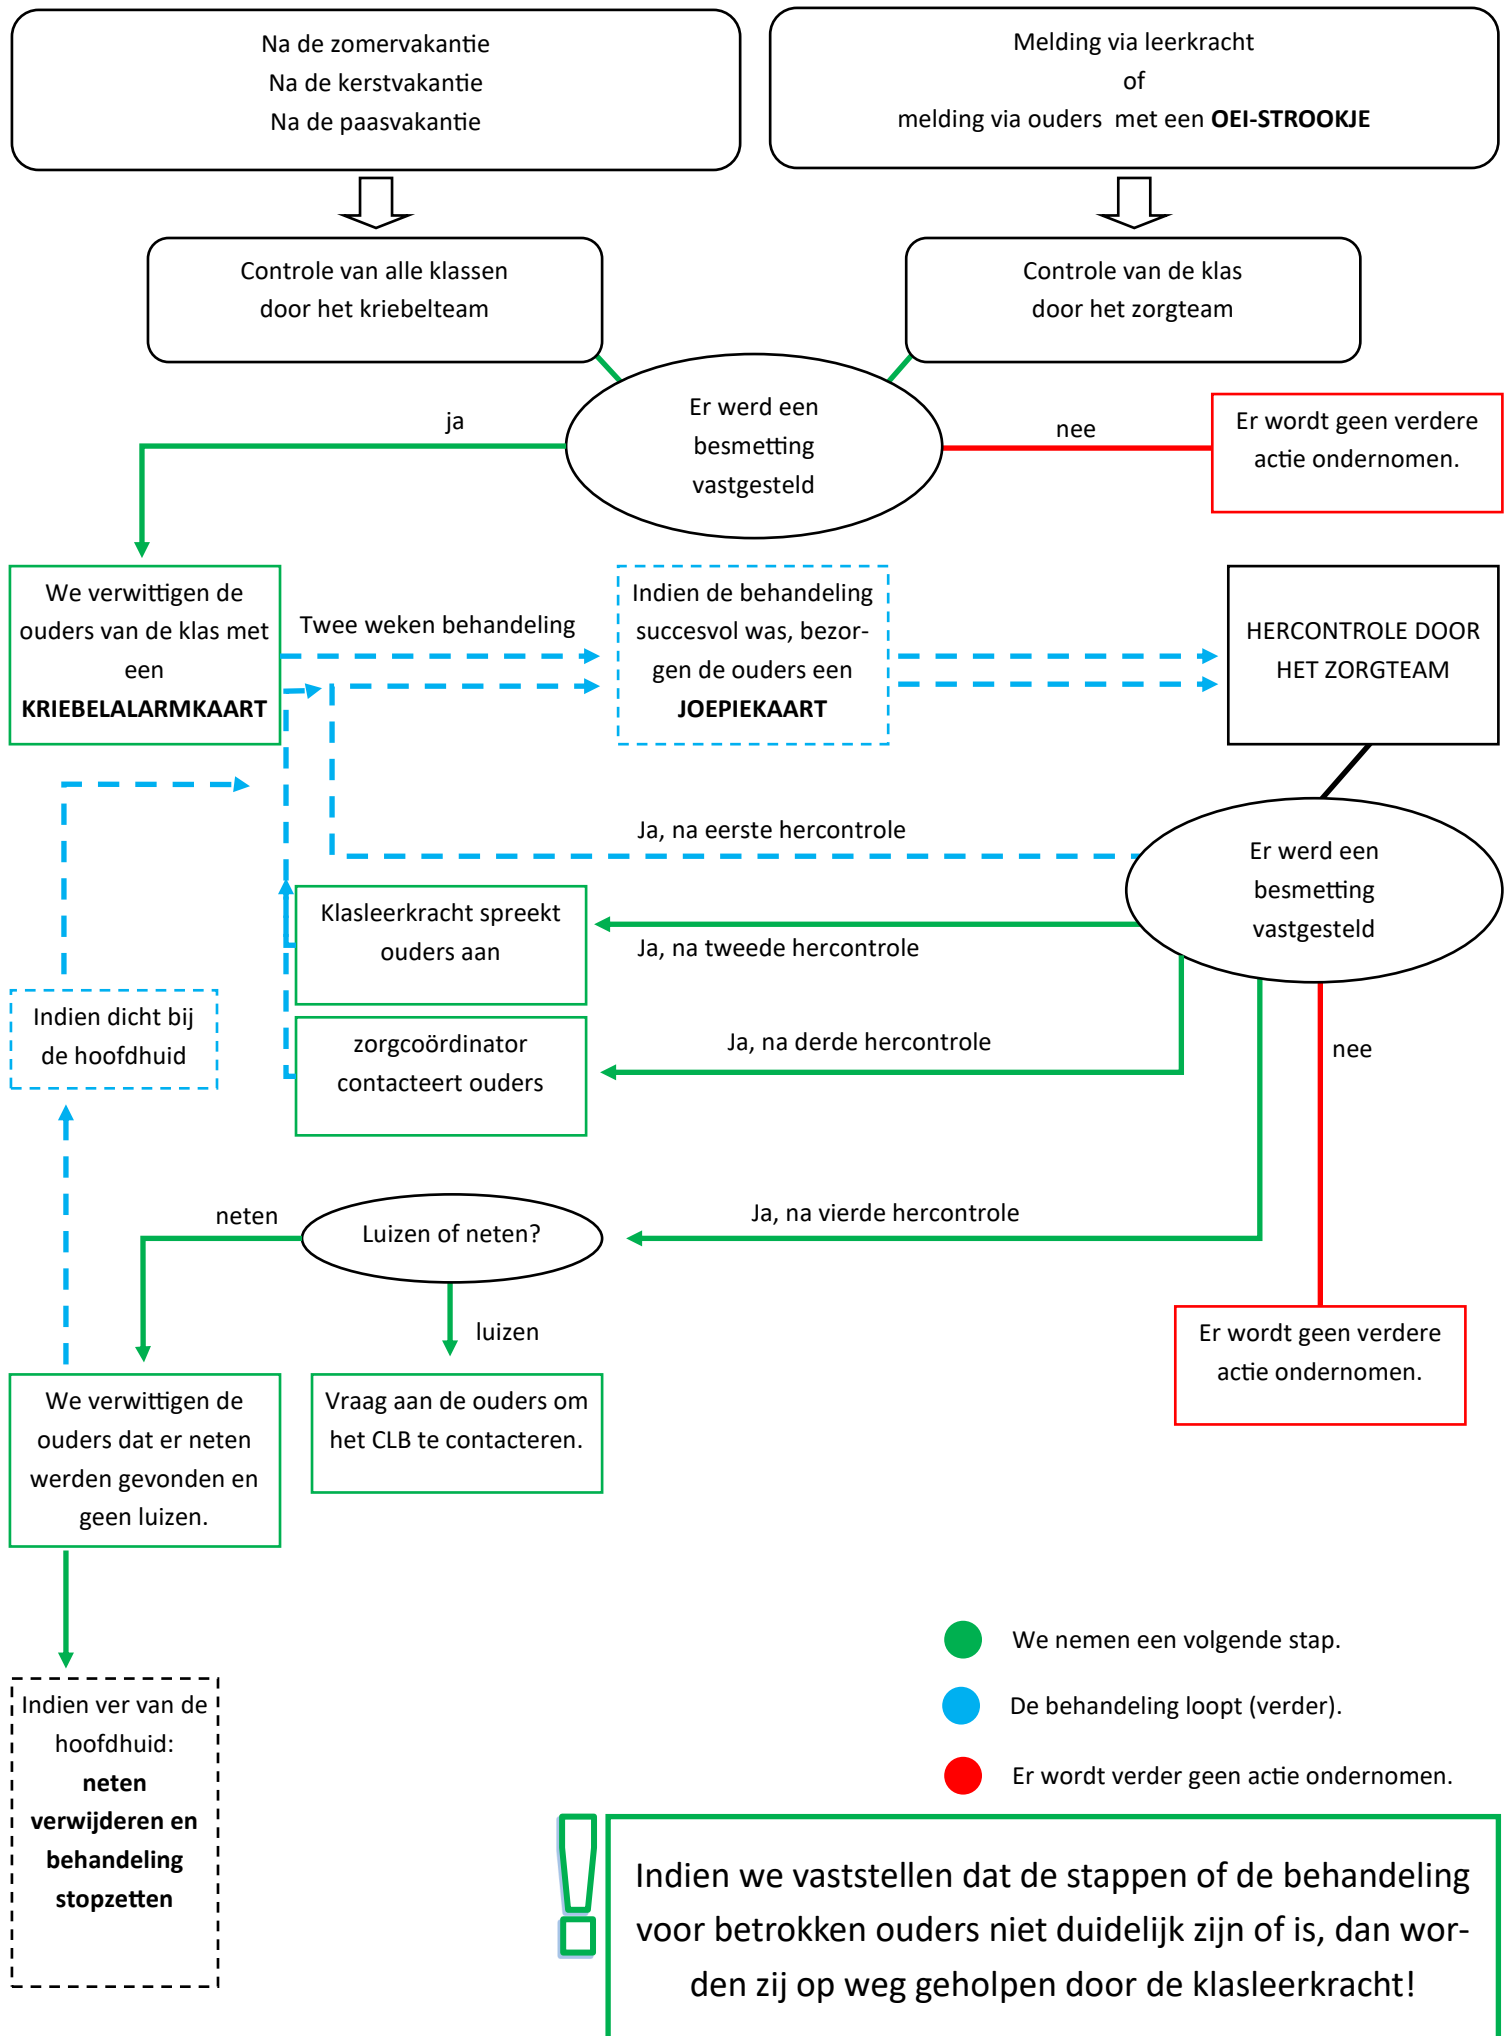 Na de zomervakantie
Na de kerstvakantie
Na de paasvakantie
Melding via leerkracht
of
melding via ouders met een OEI-STROOKJE
Controle van alle klassen
door het kriebelteam
Controle van de klas
door het zorgteam
Er werd een
besmetting
vastgesteld
ja
nee
Er wordt geen verdere
actie ondernomen.
We verwittigen de
ouders van de klas met
een
KRIEBELALARMKAART
Twee weken behandeling
Indien de behandeling
succesvol was, bezor-
gen de ouders een
JOEPIEKAART
HERCONTROLE DOOR
HET ZORGTEAM
Ja, na eerste hercontrole
Er werd een
besmetting
vastgesteld
Klasleerkracht spreekt
ouders aan
Ja, na tweede hercontrole
Indien dicht bij
de hoofdhuid
zorgcoördinator
contacteert ouders
Ja, na derde hercontrole
nee
neten
Luizen of neten?
Ja, na vierde hercontrole
luizen
Er wordt geen verdere
actie ondernomen.
We verwittigen de
ouders dat er neten
werden gevonden en
geen luizen.
Vraag aan de ouders om
het CLB te contacteren.
Indien ver van de
hoofdhuid:
neten
verwijderen en
behandeling
stopzetten
We nemen een volgende stap.
De behandeling loopt (verder).
Er wordt verder geen actie ondernomen.
!
Indien we vaststellen dat de stappen of de behandeling
voor betrokken ouders niet duidelijk zijn of is, dan wor-
den zij op weg geholpen door de klasleerkracht!